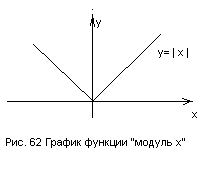 y
y= | x |
x
Рис. 62 График функции "модуль x"